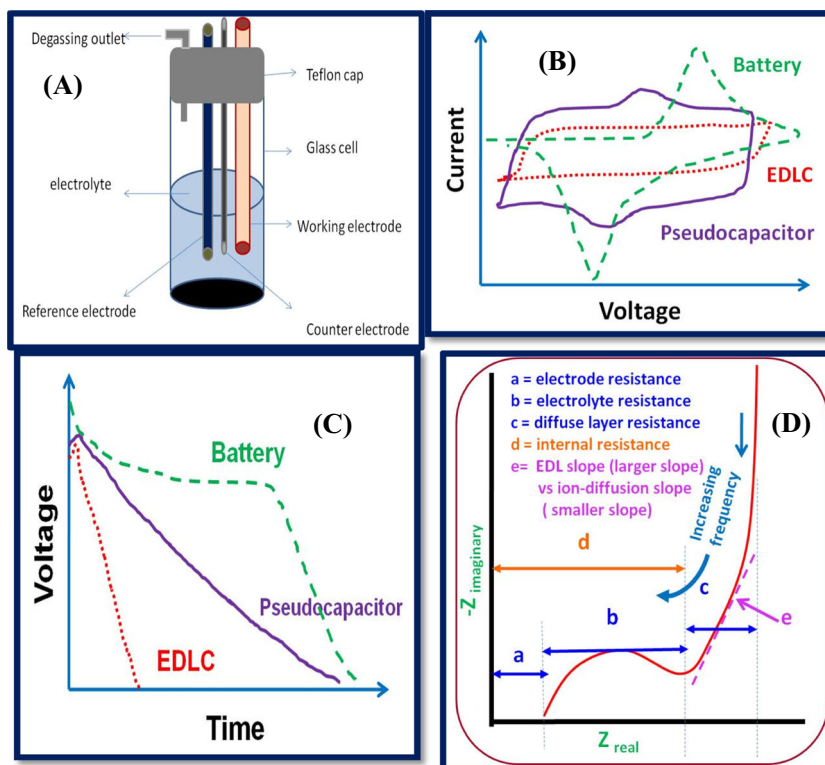 Degassing outlet
(A)
Teflon cap
Glass cell
electrolyte
Working electrode
Reference electrode
Counter electrode
(B)
Battery
Current
EDLC
Pseudocapacitor
Voltage
(C)
Battery
Voltage
Pseudocapacitor
EDLC
Time
a = electrode resistance
b = electrolyte resistance
c = diffuse layer resistance
d = internal resistance
e= EDL slope (larger slope)
vs ion-diffusion slope
( smaller slope)
(D)
Increasing
frequency
-Z imaginary
d
c
b
e
a
Z real